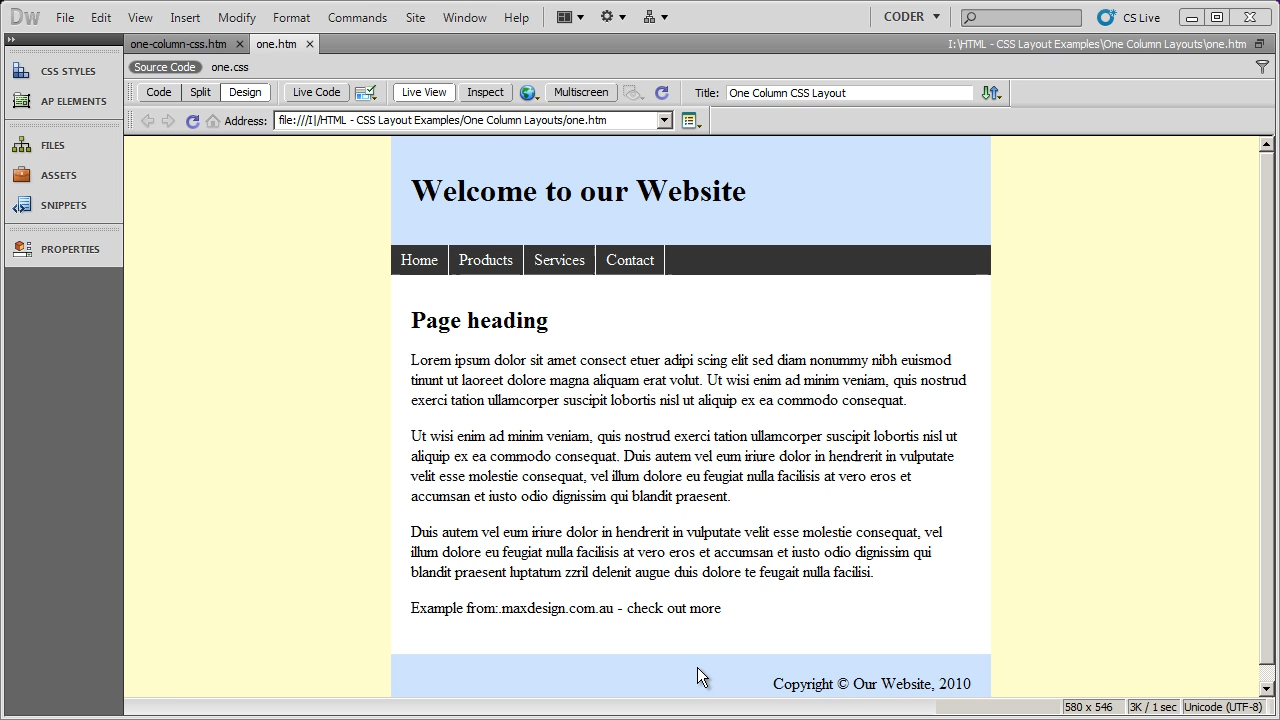 Dw File Edit View Insert Modify Format Commands Site Window Help CODER CS Live
one-column-css.htm one.htm I:\HTML - CSS Layout Examples\One Column Layouts\one.htm
Source Code one.css
Code Split Design Live Code Live View Inspect Multiscreen Title: One Column CSS Layout
Address: file:///I|/HTML - CSS Layout Examples/One Column Layouts/one.htm
CSS STYLES
AP ELEMENTS
FILES
ASSETS
SNIPPETS
PROPERTIES
Welcome to our Website
Home Products Services Contact
Page heading
Lorem ipsum dolor sit amet consect etuer adipi scing elit sed diam nonummy nibh euismod
tinunt ut laoreet dolore magna aliquam erat volut. Ut wisi enim ad minim veniam, quis nostrud
exerci tation ullamcorper suscipit lobortis nisl ut aliquip ex ea commodo consequat.
Ut wisi enim ad minim veniam, quis nostrud exerci tation ullamcorper suscipit lobortis nisl ut
aliquip ex ea commodo consequat. Duis autem vel eum iriure dolor in hendrerit in vulputate
velit esse molestie consequat, vel illum dolore eu feugiat nulla facilisis at vero eros et
accumsan et iusto odio dignissim qui blandit praesent.
Duis autem vel eum iriure dolor in hendrerit in vulputate velit esse molestie consequat, vel
illum dolore eu feugiat nulla facilisis at vero eros et accumsan et iusto odio dignissim qui
blandit praesent luptatum zzril delenit augue duis dolore te feugait nulla facilisi.
Example from:.maxdesign.com.au - check out more
Copyright © Our Website, 2010
580 x 546 3K / 1 sec Unicode (UTF-8)